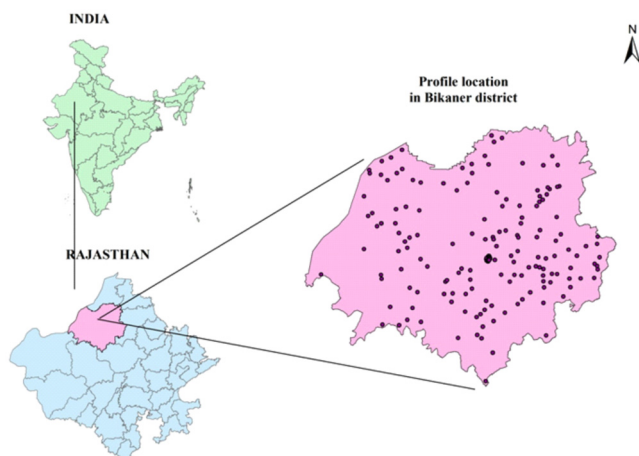 INDIA
N
Profile location
in Bikaner district
RAJASTHAN